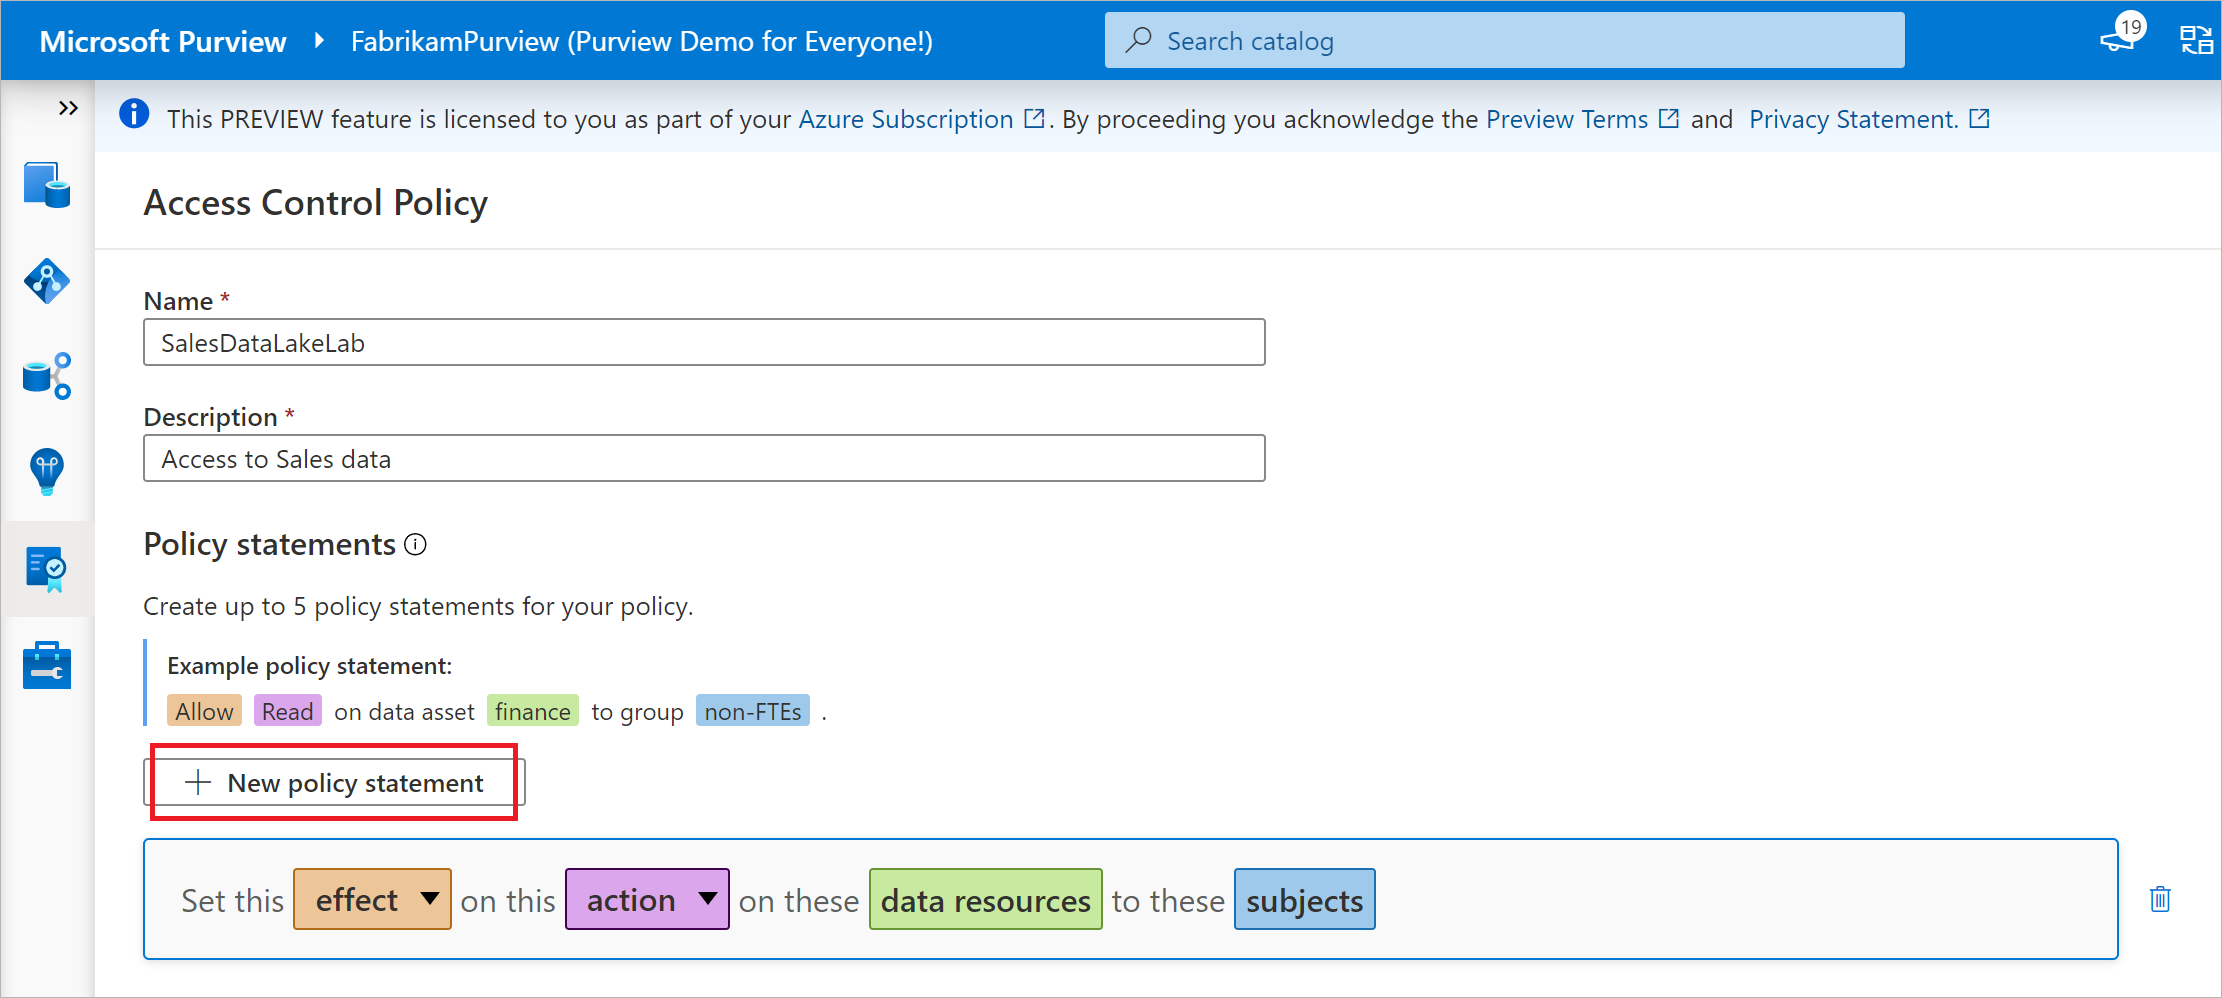 Microsoft Purview FabrikamPurview (Purview Demo for Everyone!) Search catalog 19
This PREVIEW feature is licensed to you as part of your Azure Subscription . By proceeding you acknowledge the Preview Terms and Privacy Statement.
Access Control Policy
Name *
SalesDataLakeLab
Description *
Access to Sales data
Policy statements
Create up to 5 policy statements for your policy.
Example policy statement:
Allow Read on data asset finance to group non-FTEs .
New policy statement
Set this effect on this action on these data resources to these subjects